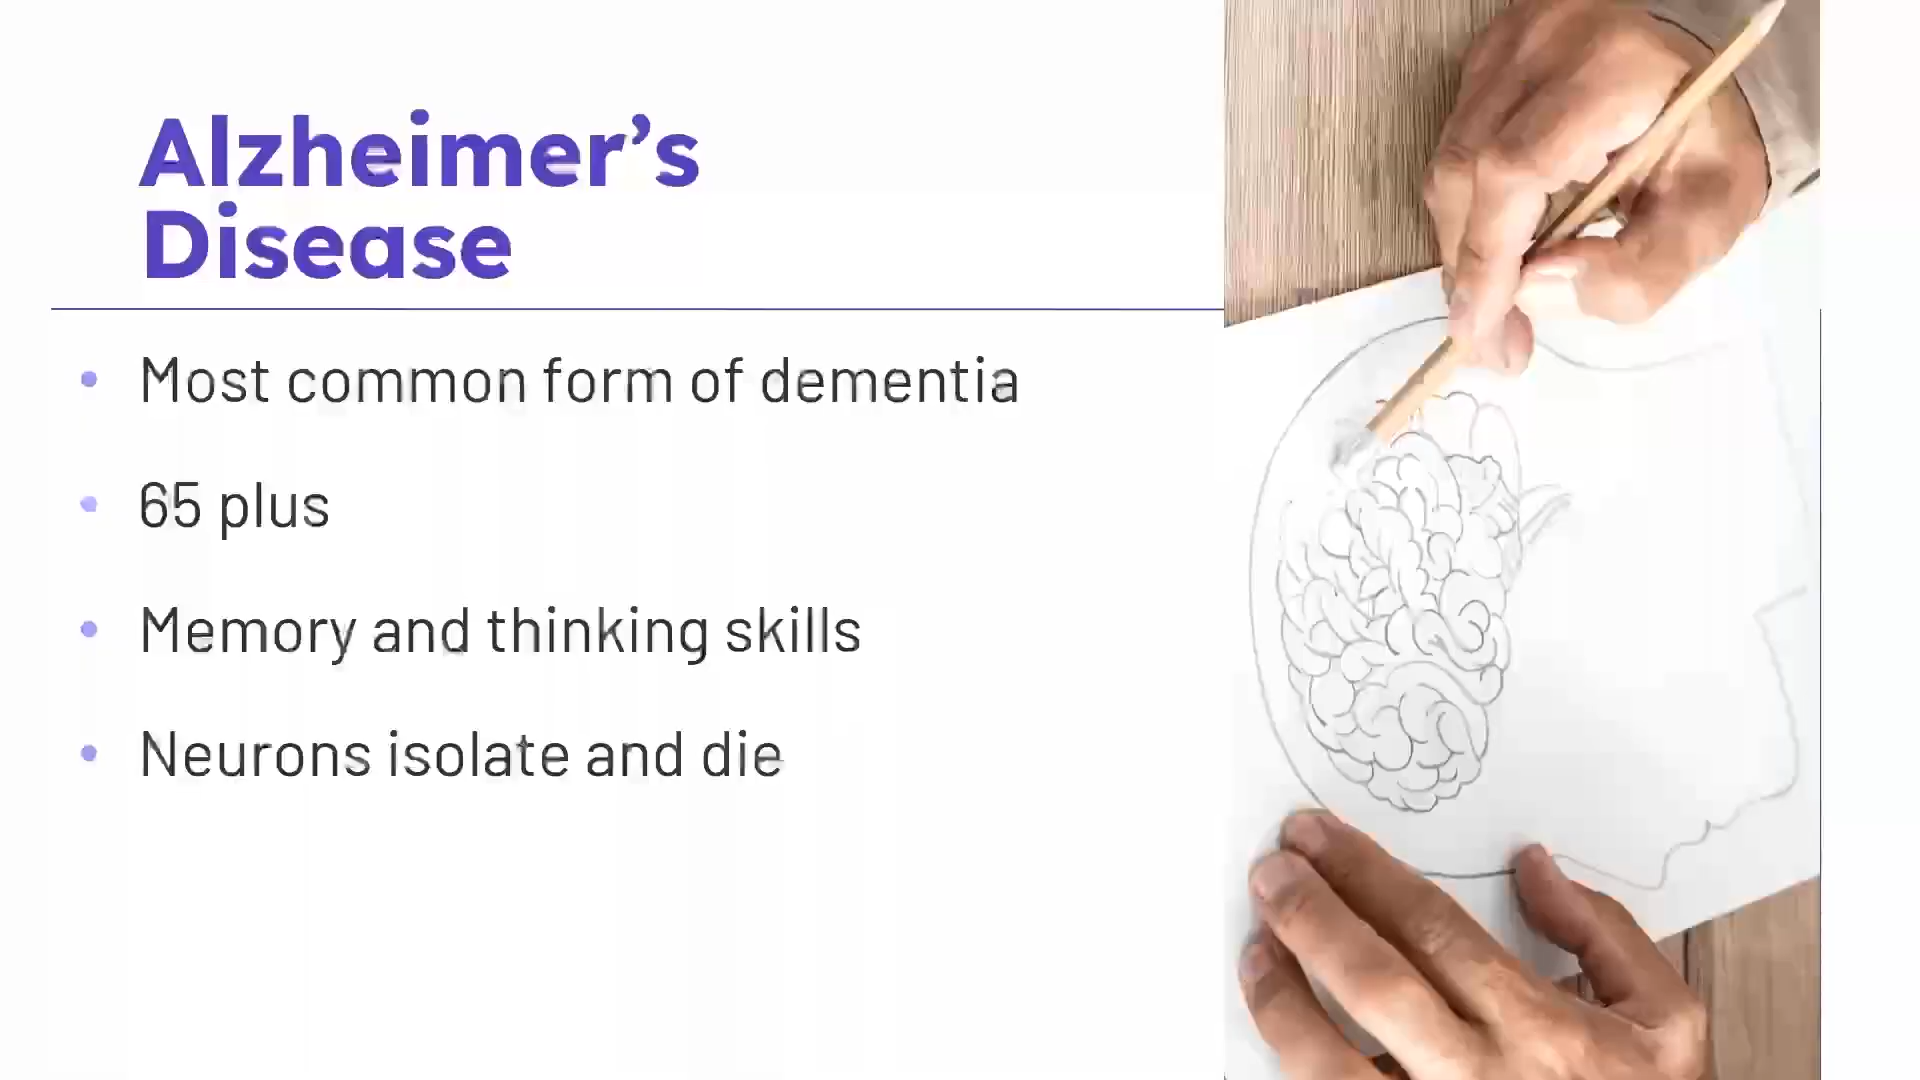 Alzheimer’s
Disease
• Most common form of dementia
• 65 plus
• Memory and thinking skills
• Neurons isolate and die